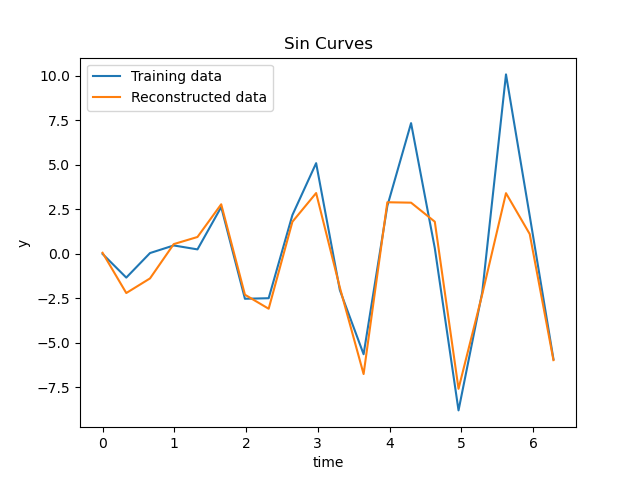 Sin Curves
Training data
Reconstructed data
10.0
7.5
5.0
2.5
0.0
−2.5
−5.0
−7.5
y
0 1 2 3 4 5 6
time